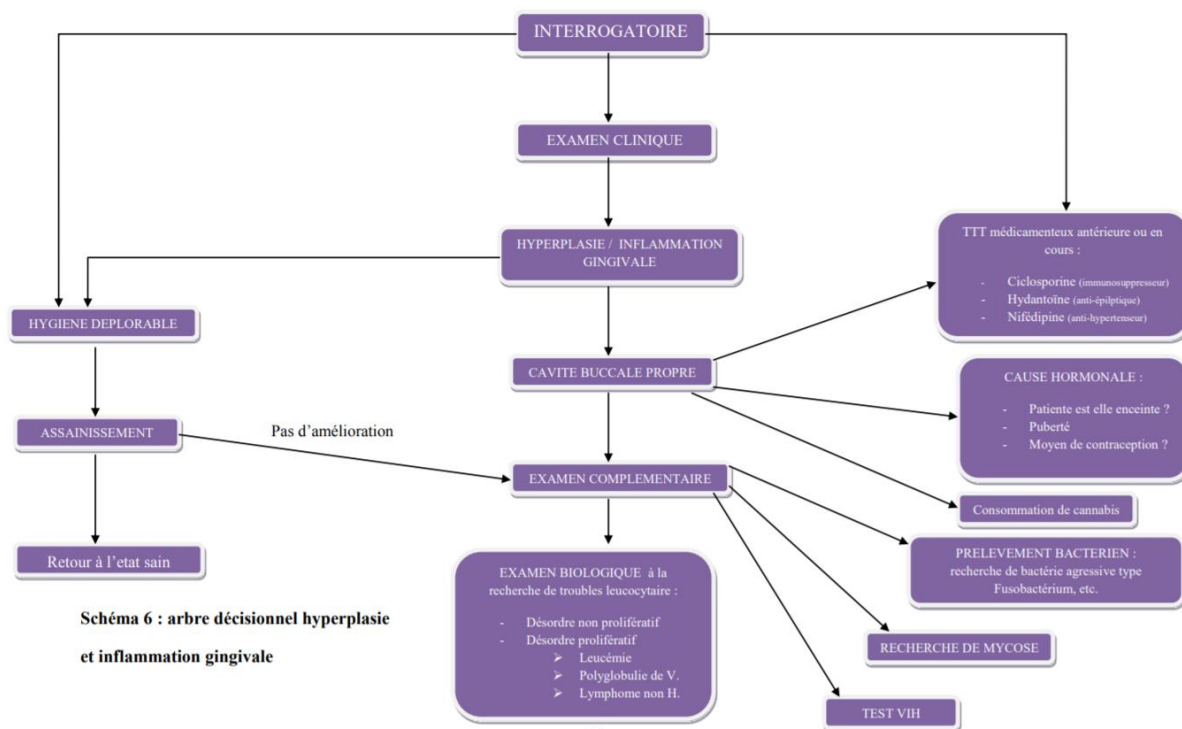 INTERROGATOIRE
EXAMEN CLINIQUE
HYPERPLASIE / INFLAMMATION
GINGIVALE
TTT médicamenteux antérieure ou en
cours :
- Ciclosporine (immunosuppresseur)
- Hydantoïne (anti-épilptique)
- Nifédipine (anti-hypertenseur)
HYGIENE DEPLORABLE
CAVITE BUCCALE PROPRE
CAUSE HORMONALE :
- Patiente est elle enceinte ?
- Puberté
- Moyen de contraception ?
ASSAINISSEMENT
Pas d’amélioration
EXAMEN COMPLEMENTAIRE
Consommation de cannabis
Retour à l’etat sain
PRELEVEMENT BACTERIEN :
recherche de bactérie agressive type
Fusobactérium, etc.
EXAMEN BIOLOGIQUE à la
recherche de troubles leucocytaire :
- Désordre non prolifératif
- Désordre prolifératif
➢ Leucémie
➢ Polyglobulie de V.
➢ Lymphome non H.
Schéma 6 : arbre décisionnel hyperplasie
et inflammation gingivale
RECHERCHE DE MYCOSE
TEST VIH